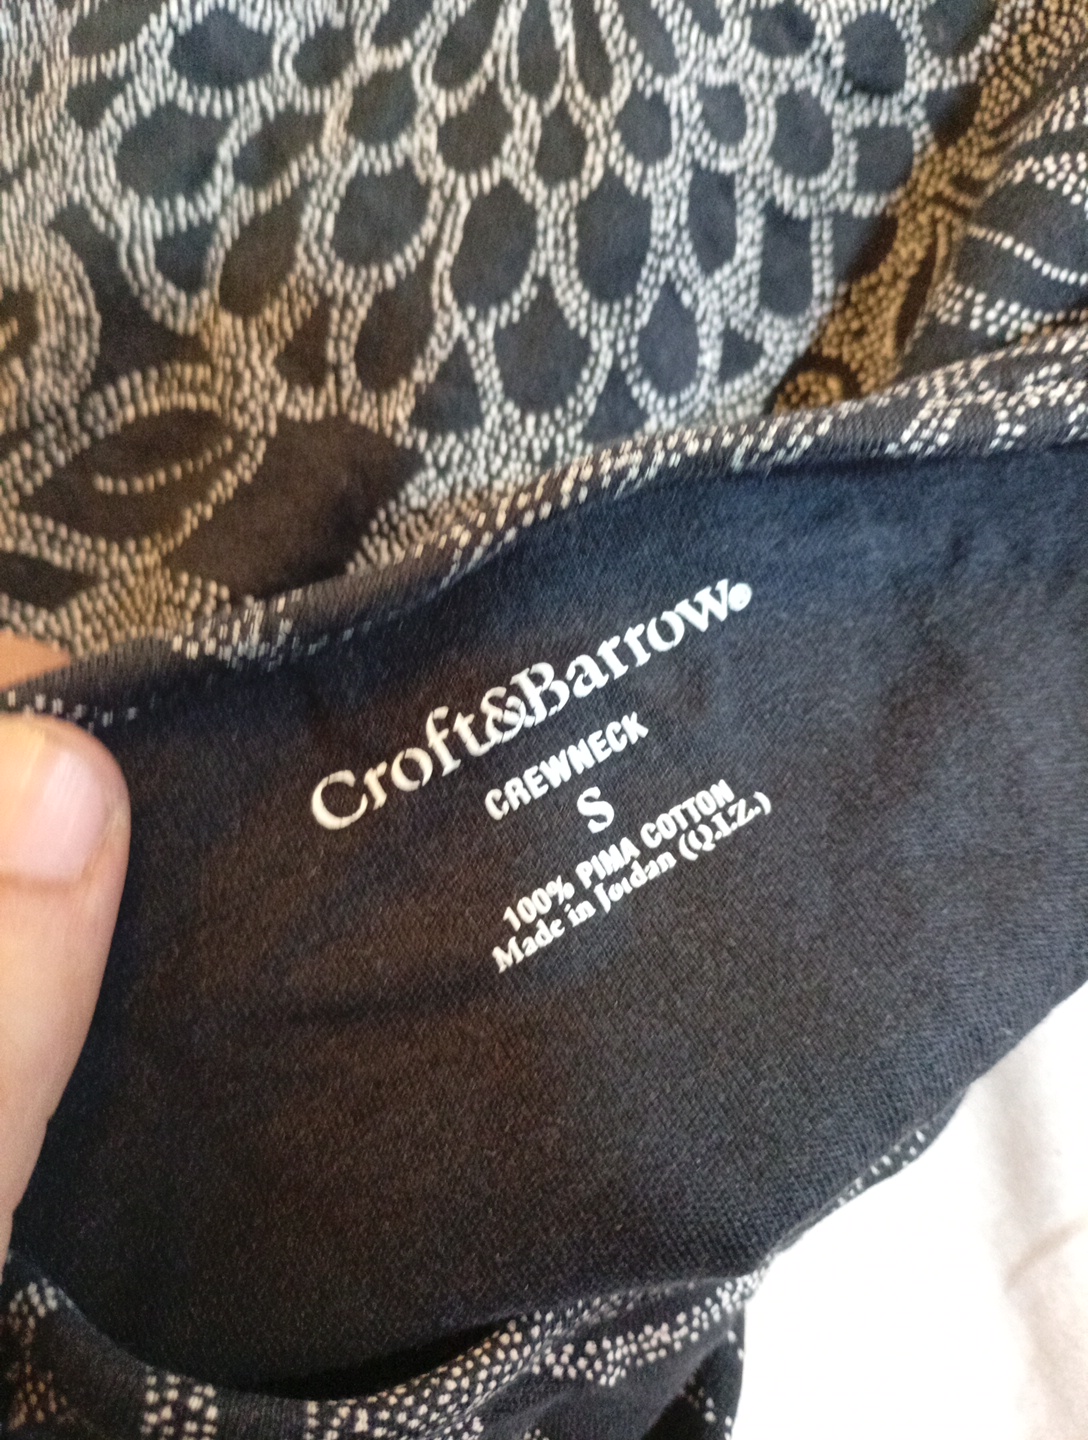 Croft&Barrow®
CREWNECK
S
100% PIMA COTTON
Made in Jordan (Q.I.Z.)